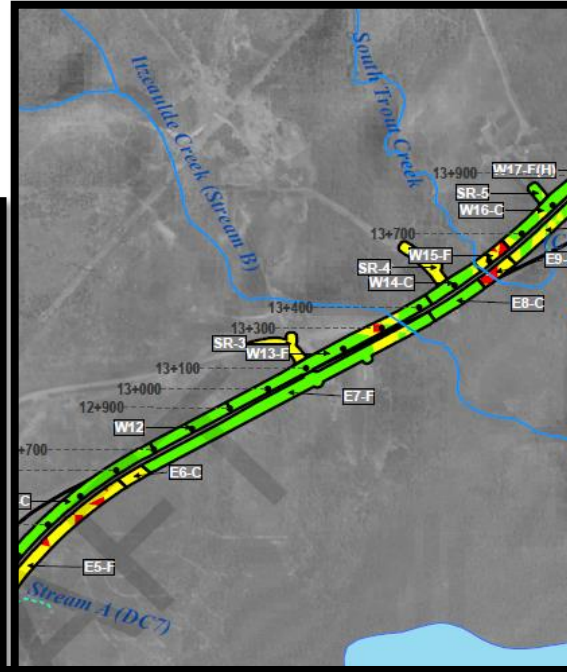 Itzcaulde Creek (Stream B)
South Trout Creek
13+900
W17-F(H)
SR-5
W16-C
13+700
W15-F
E9-
SR-4
W14-C
E8-C
13+400
13+300
SR-3
W13-F
13+100
13+000
E7-F
12+900
W12
+700
E6-C
C
E5-F
Stream A (DC7)